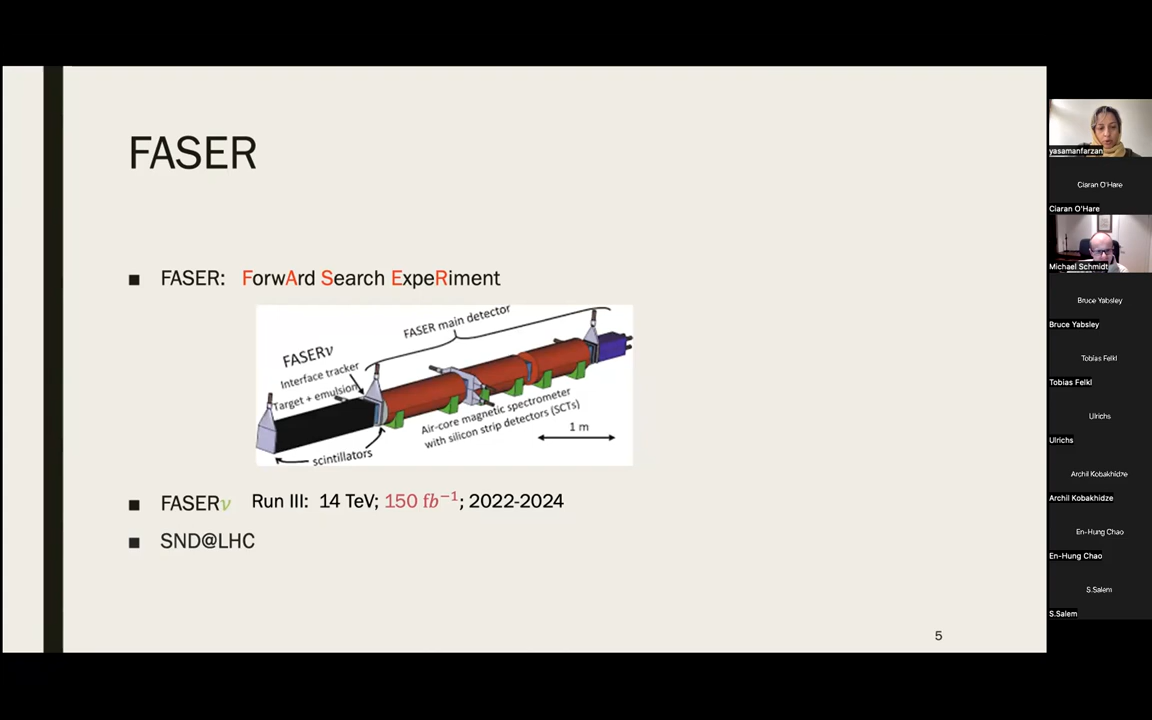 FASER
■ FASER: ForwArd Search ExpeRiment
FASERν
Interface tracker
Target + emulsion
FASER main detector
Air-core magnetic spectrometer
with silicon strip detectors (SCTs)
1 m
scintillators
■ FASERν Run III: 14 TeV; 150 fb⁻¹; 2022-2024
■ SND@LHC
5
yasamanfarzan
Ciaran O'Hare
Ciaran O'Hare
Michael Schmidt
Bruce Yabsley
Bruce Yabsley
Tobias Felkl
Tobias Felkl
Ulrichs
Ulrichs
Archil Kobakhidze
Archil Kobakhidze
En-Hung Chao
En-Hung Chao
S.Salem
S.Salem